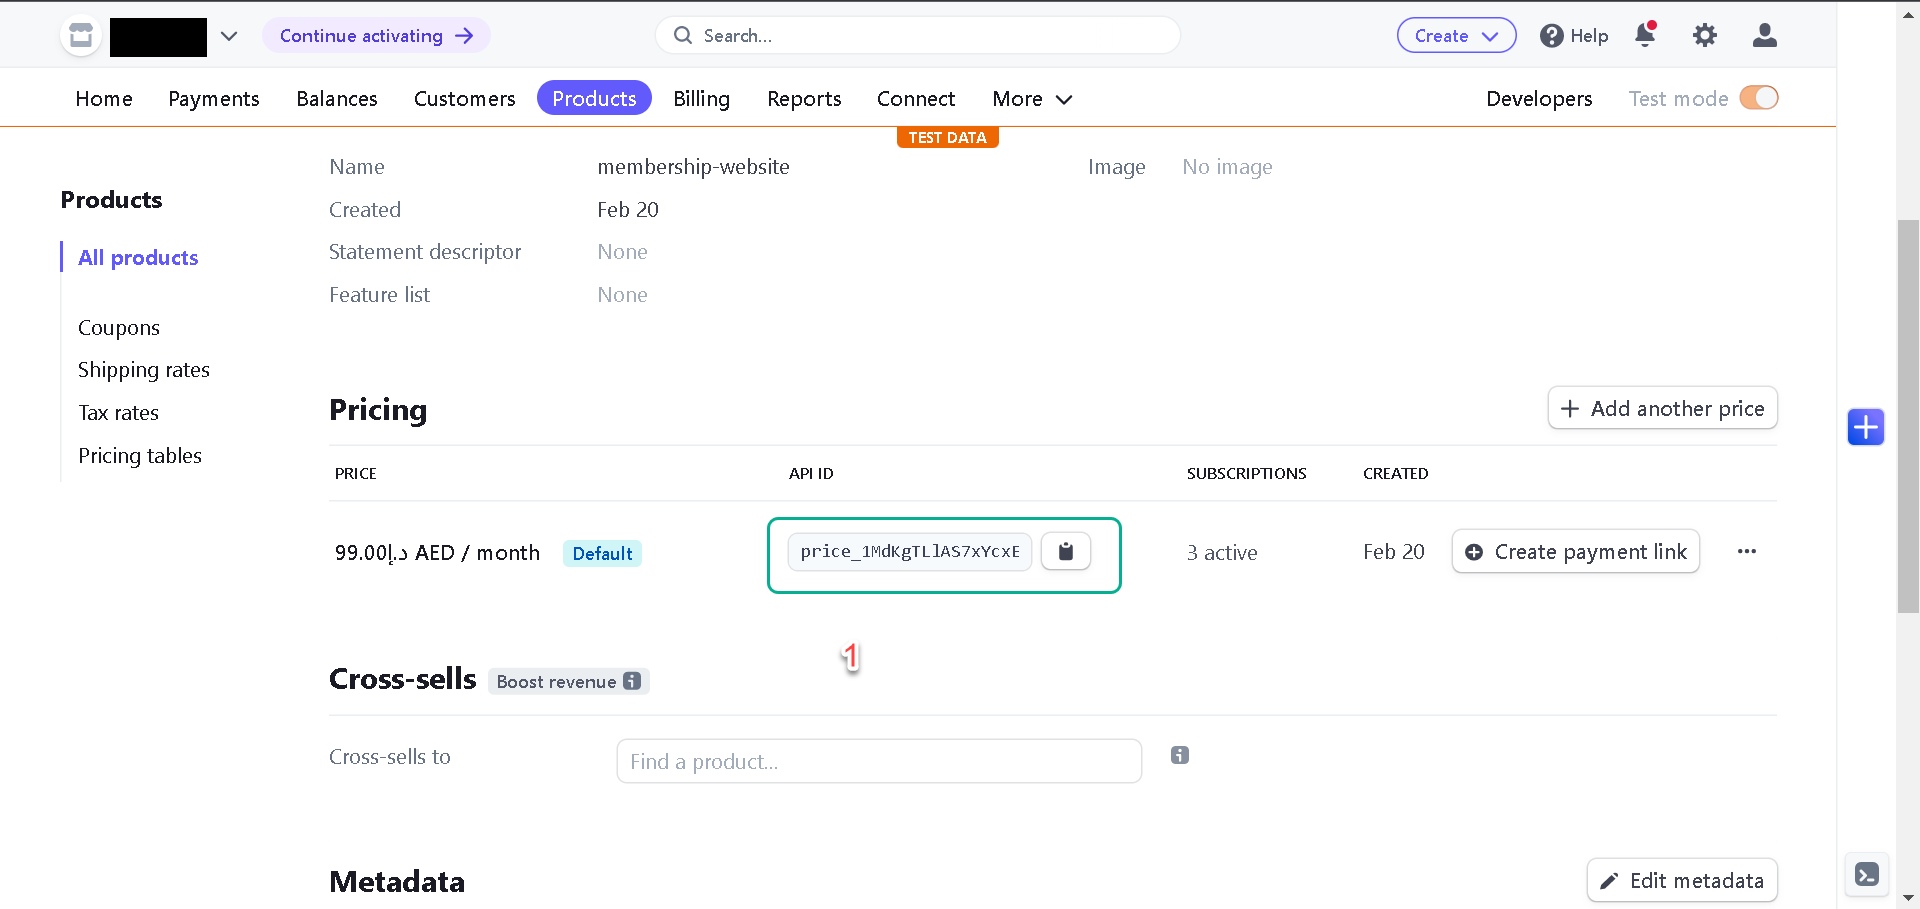 Continue activating
Search...
Create
Help
Home
Payments
Balances
Customers
Products
Billing
Reports
Connect
More
Developers
Test mode
TEST DATA
Products
All products
Coupons
Shipping rates
Tax rates
Pricing tables
Name membership-website
Image No image
Created Feb 20
Statement descriptor None
Feature list None
Pricing
Add another price
PRICE API ID SUBSCRIPTIONS CREATED
99.00د.إ AED / month Default price_1MdKgTLlAS7xYcxE 3 active Feb 20 Create payment link
1
Cross-sells Boost revenue
Cross-sells to Find a product...
Metadata
Edit metadata